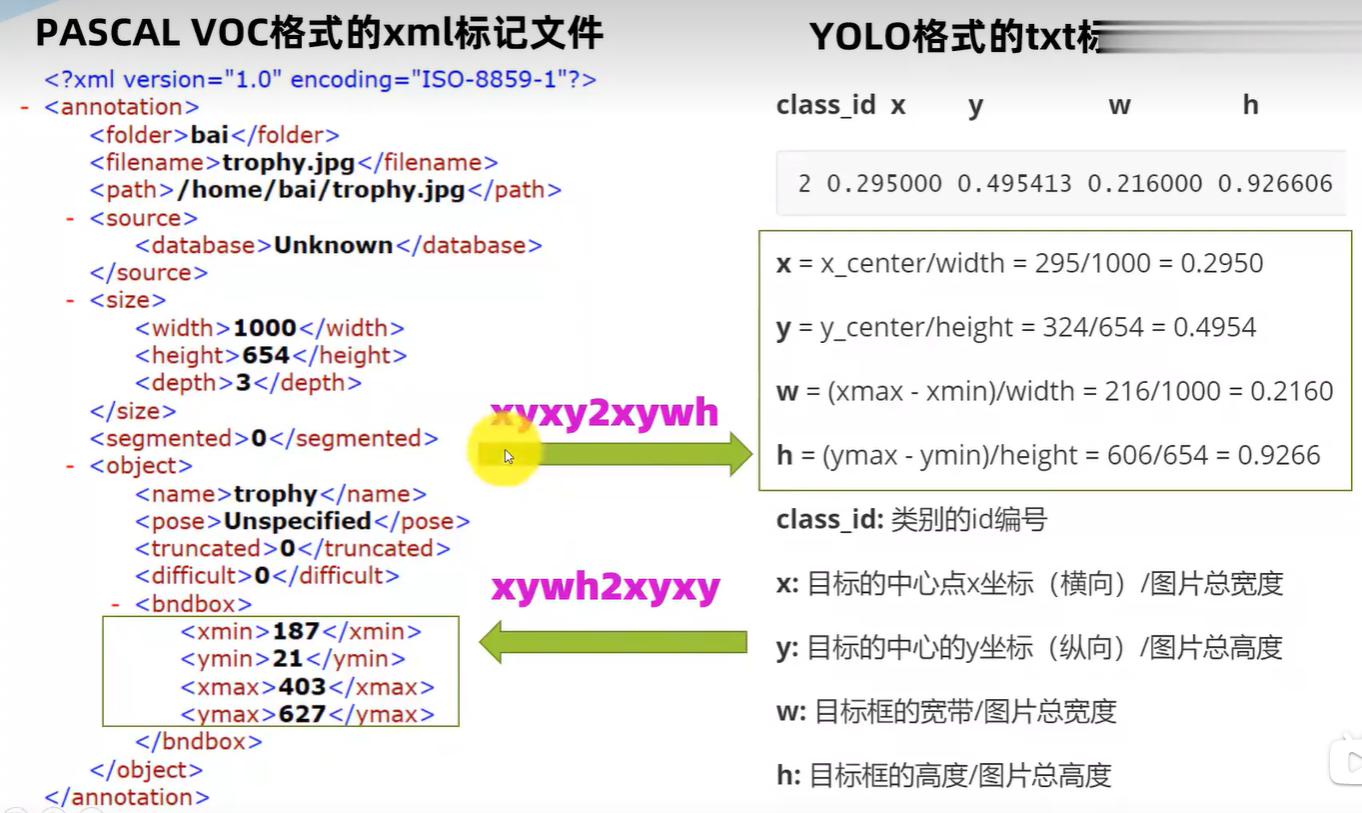 PASCAL VOC格式的xml标记文件
<?xml version="1.0" encoding="ISO-8859-1"?>
- <annotation>
<folder>bai</folder>
<filename>trophy.jpg</filename>
<path>/home/bai/trophy.jpg</path>
- <source>
<database>Unknown</database>
</source>
- <size>
<width>1000</width>
<height>654</height>
<depth>3</depth>
</size>
<segmented>0</segmented>
- <object>
<name>trophy</name>
<pose>Unspecified</pose>
<truncated>0</truncated>
<difficult>0</difficult>
- <bndbox>
<xmin>187</xmin>
<ymin>21</ymin>
<xmax>403</xmax>
<ymax>627</ymax>
</bndbox>
</object>
</annotation>
xyxy2xywh
xywh2xyxy
YOLO格式的txt标
class_id x y w h
2 0.295000 0.495413 0.216000 0.926606
x = x_center/width = 295/1000 = 0.2950
y = y_center/height = 324/654 = 0.4954
w = (xmax - xmin)/width = 216/1000 = 0.2160
h = (ymax - ymin)/height = 606/654 = 0.9266
class_id: 类别的id编号
x: 目标的中心点x坐标（横向）/图片总宽度
y: 目标的中心的y坐标（纵向）/图片总高度
w: 目标框的宽带/图片总宽度
h: 目标框的高度/图片总高度